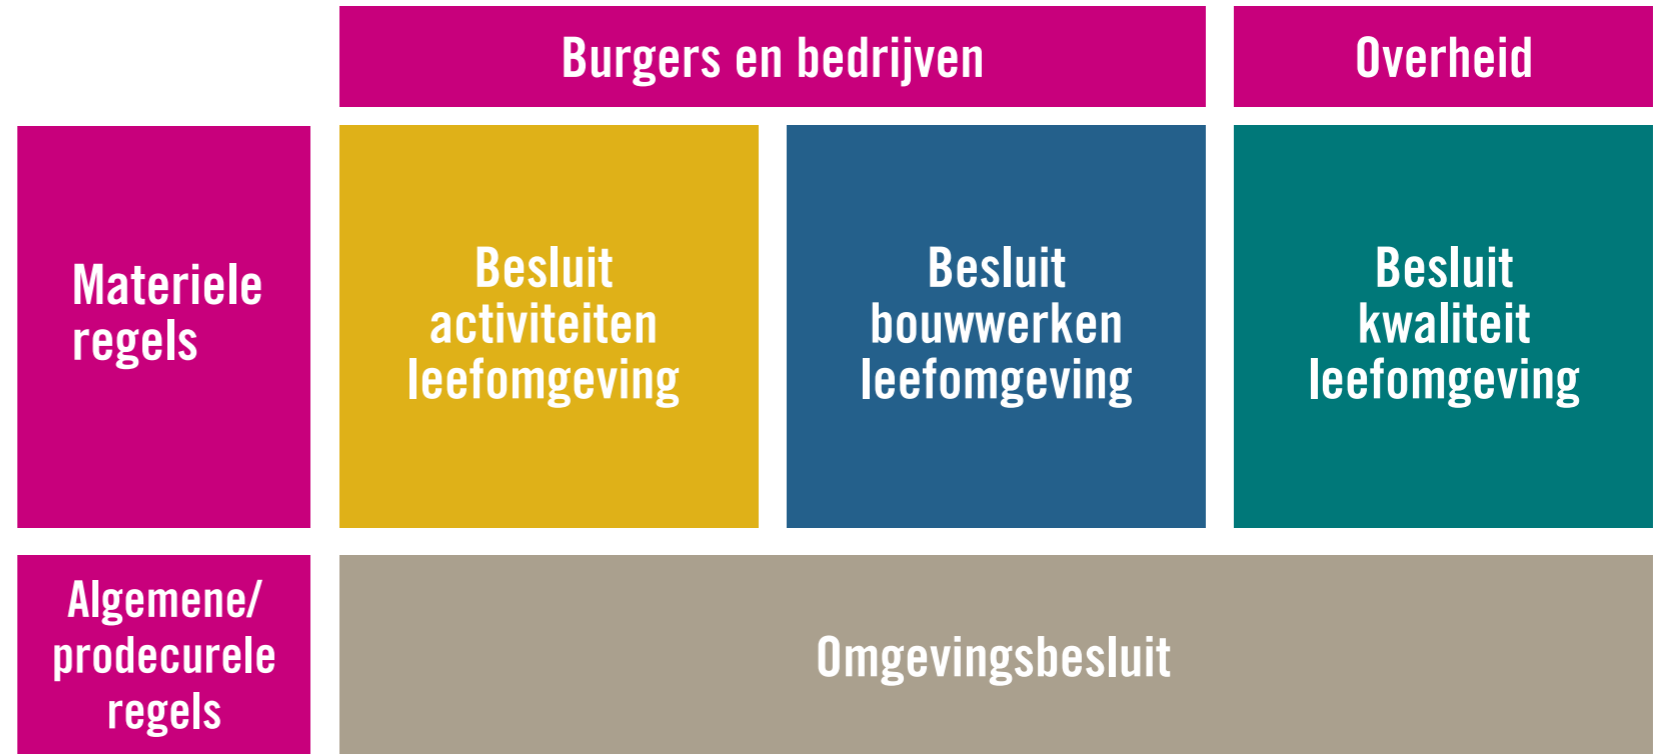 Burgers en bedrijven
Overheid
Materiele
regels
Besluit
activiteiten
leefomgeving
Besluit
bouwwerken
leefomgeving
Besluit
kwaliteit
leefomgeving
Algemene/
prodecurele
regels
Omgevingsbesluit